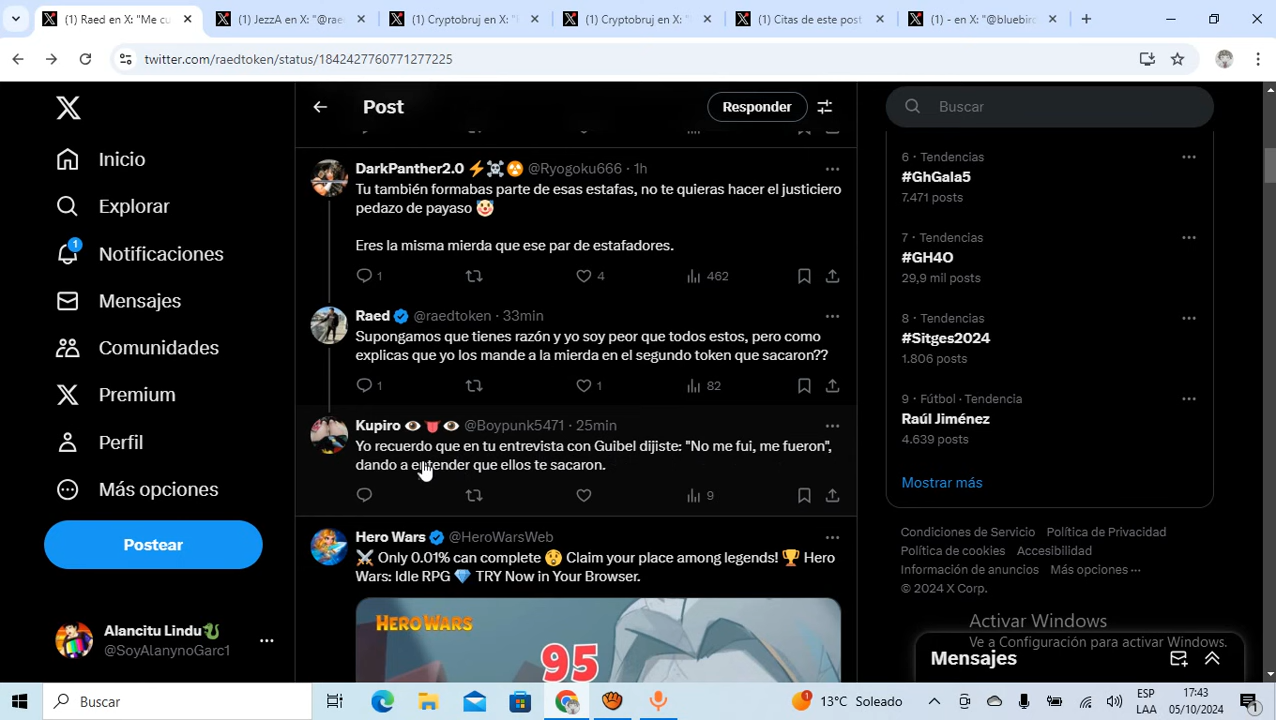 (1) Raed en X: "Me cu
(1) JezzA en X: "@rae
(1) Cryptobruj en X: "
(1) Cryptobruj en X: "
(1) Citas de este post
(1) - en X: "@bluebird
twitter.com/raedtoken/status/1842427760771277225
Inicio
Explorar
1
Notificaciones
Mensajes
Comunidades
Premium
Perfil
Más opciones
Postear
Alancitu Lindu
@SoyAlanynoGarc1
Post
Responder
DarkPanther2.0 ⚡☠️☢️ @Ryogoku666 · 1h
Tu también formabas parte de esas estafas, no te quieras hacer el justiciero
pedazo de payaso 🤡
Eres la misma mierda que ese par de estafadores.
1 4 462
Raed @raedtoken · 33min
Supongamos que tienes razón y yo soy peor que todos estos, pero como
explicas que yo los mande a la mierda en el segundo token que sacaron??
1 1 82
Kupiro 👁️👅👁️ @Boypunk5471 · 25min
Yo recuerdo que en tu entrevista con Guibel dijiste: "No me fui, me fueron",
dando a entender que ellos te sacaron.
9
Hero Wars @HeroWarsWeb
⚔️ Only 0.01% can complete 🤫 Claim your place among legends! 🏆 Hero
Wars: Idle RPG 💎 TRY Now in Your Browser.
HERO WARS
95
Buscar
6 · Tendencias
#GhGala5
7.471 posts
7 · Tendencias
#GH4O
29,9 mil posts
8 · Tendencias
#Sitges2024
1.806 posts
9 · Fútbol · Tendencia
Raúl Jiménez
4.639 posts
Mostrar más
Condiciones de Servicio Política de Privacidad
Política de cookies Accesibilidad
Información de anuncios Más opciones ···
© 2024 X Corp.
Activar Windows
Ve a Configuración para activar Windows.
Mensajes
Buscar
1
13°C Soleado
ESP
LAA
17:43
05/10/2024
1